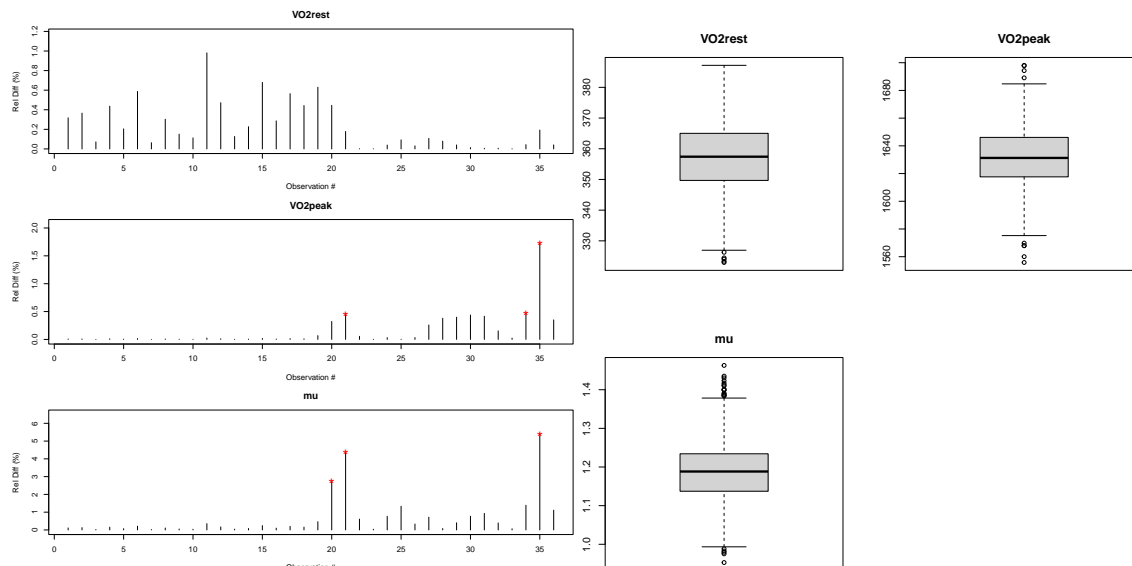 VO2rest
Rel Diff (%)
0.0 0.2 0.4 0.6 0.8 1.0 1.2
0 5 10 15 20 25 30 35
Observation #
VO2peak
Rel Diff (%)
0.0 0.5 1.0 1.5 2.0
0 5 10 15 20 25 30 35
Observation #
mu
Rel Diff (%)
0 1 2 3 4 5 6
0 5 10 15 20 25 30 35
Observation #
VO2rest
330 340 350 360 370 380
VO2peak
1560 1600 1640 1680
mu
1.0 1.1 1.2 1.3 1.4